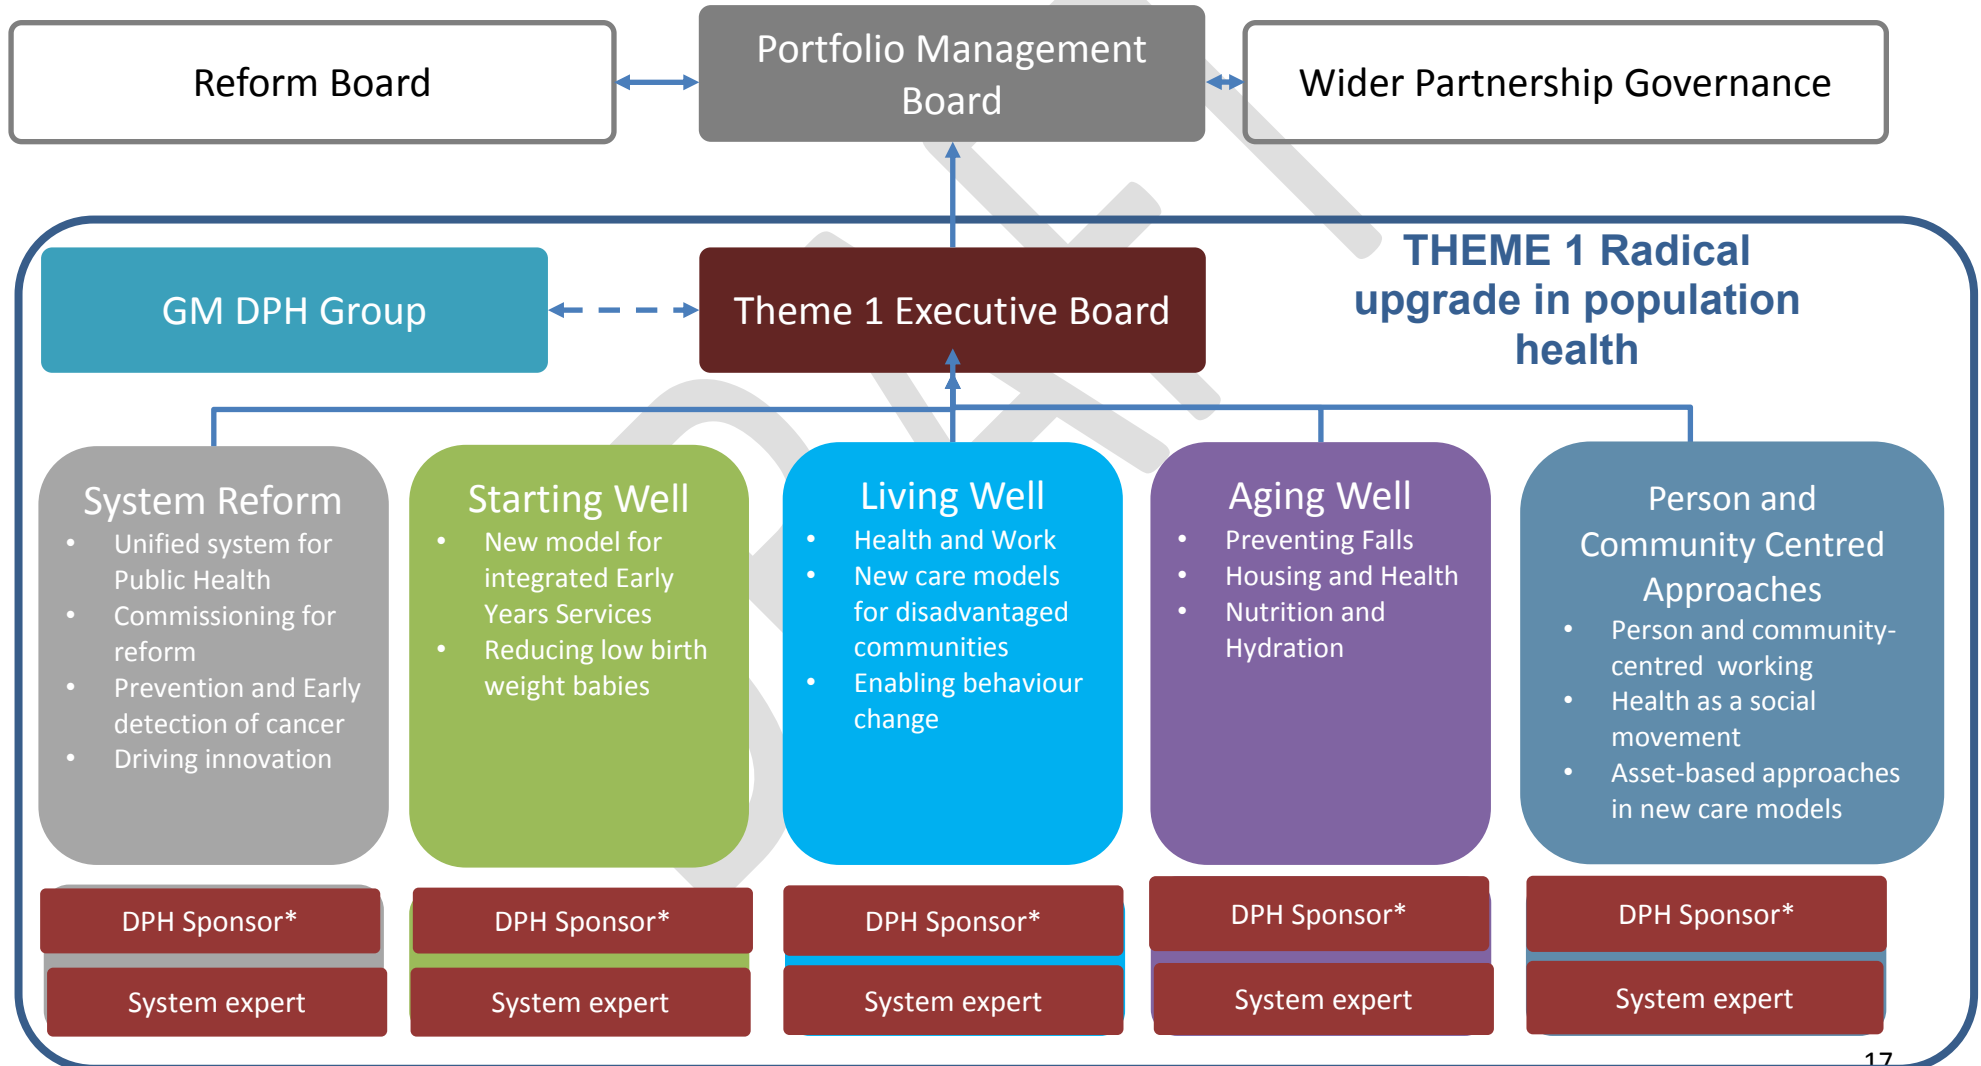 Reform Board
Portfolio Management
Board
Wider Partnership Governance
GM DPH Group
Theme 1 Executive Board
THEME 1 Radical
upgrade in population
health
System Reform
• Unified system for
Public Health
• Commissioning for
reform
• Prevention and Early
detection of cancer
• Driving innovation
Starting Well
• New model for
integrated Early
Years Services
• Reducing low birth
weight babies
Living Well
• Health and Work
• New care models
for disadvantaged
communities
• Enabling behaviour
change
Aging Well
• Preventing Falls
• Housing and Health
• Nutrition and
Hydration
Person and
Community Centred
Approaches
• Person and community-
centred working
• Health as a social
movement
• Asset-based approaches
in new care models
DPH Sponsor*
DPH Sponsor*
DPH Sponsor*
DPH Sponsor*
DPH Sponsor*
System expert
System expert
System expert
System expert
System expert
17
DRAFT